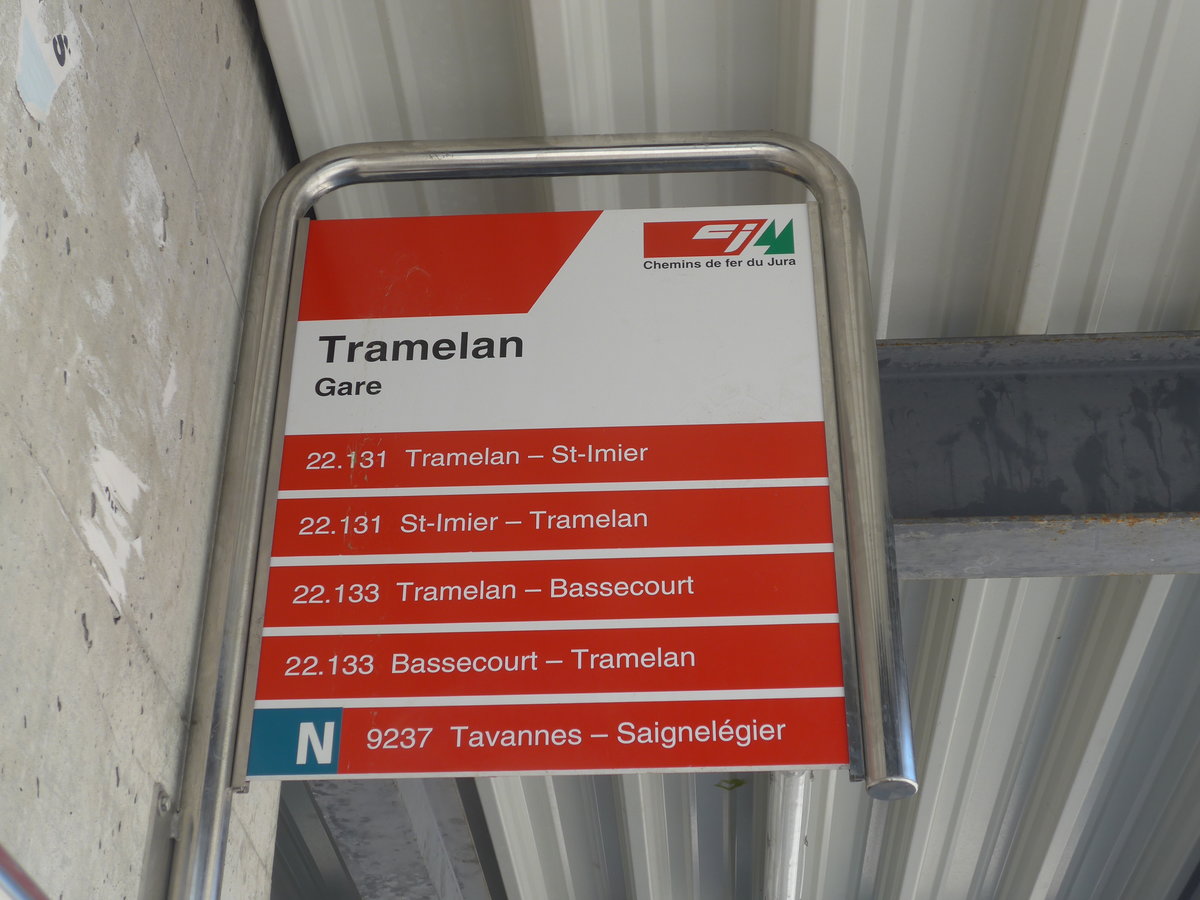 CJ
Chemins de fer du Jura
Tramelan
Gare
22.131 Tramelan – St-Imier
22.131 St-Imier – Tramelan
22.133 Tramelan – Bassecourt
22.133 Bassecourt – Tramelan
N 9237 Tavannes – Saignelégier